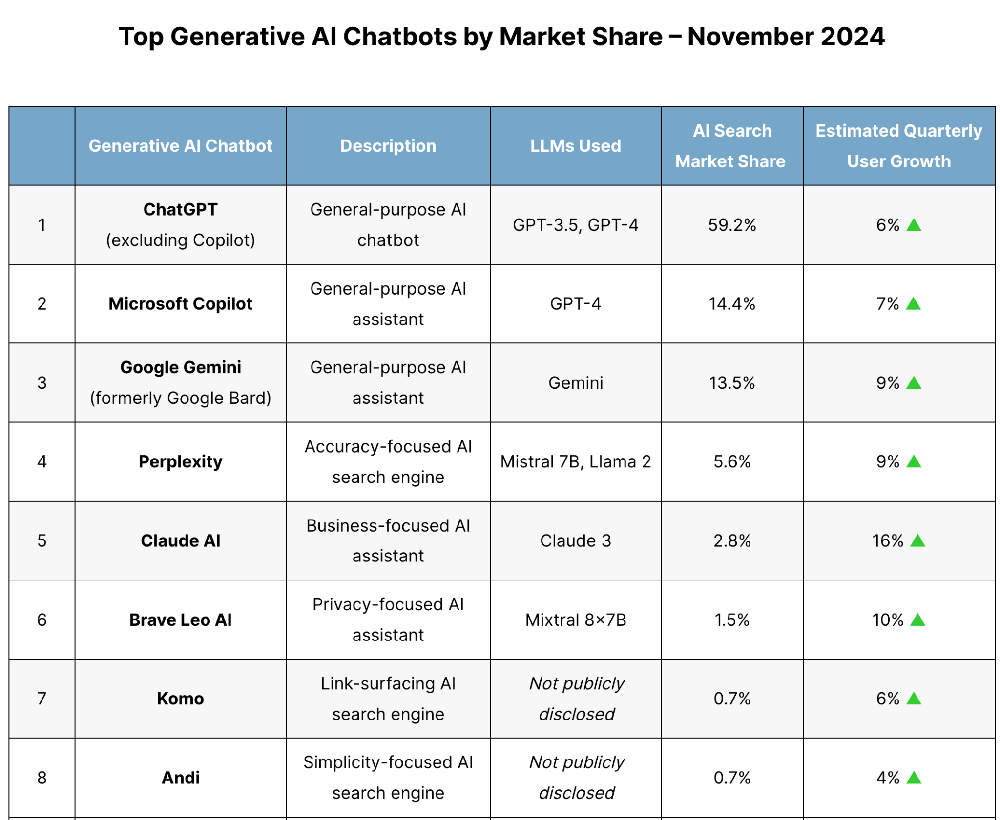 Top Generative AI Chatbots by Market Share – November 2024
Generative AI Chatbot
Description
LLMs Used
AI Search
Market Share
Estimated Quarterly
User Growth
1
ChatGPT
(excluding Copilot)
General-purpose AI
chatbot
GPT-3.5, GPT-4
59.2%
6% ▲
2
Microsoft Copilot
General-purpose AI
assistant
GPT-4
14.4%
7% ▲
3
Google Gemini
(formerly Google Bard)
General-purpose AI
assistant
Gemini
13.5%
9% ▲
4
Perplexity
Accuracy-focused AI
search engine
Mistral 7B, Llama 2
5.6%
9% ▲
5
Claude AI
Business-focused AI
assistant
Claude 3
2.8%
16% ▲
6
Brave Leo AI
Privacy-focused AI
assistant
Mixtral 8×7B
1.5%
10% ▲
7
Komo
Link-surfacing AI
search engine
Not publicly
disclosed
0.7%
6% ▲
8
Andi
Simplicity-focused AI
search engine
Not publicly
disclosed
0.7%
4% ▲